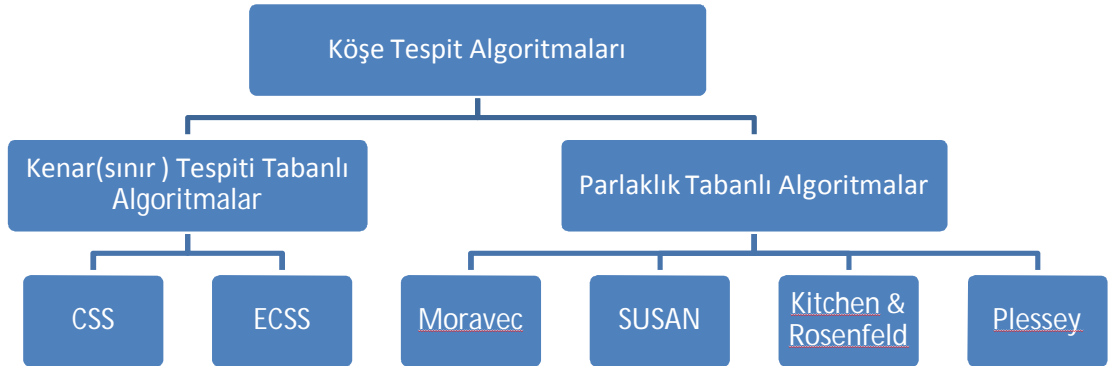 Köşe Tespit Algoritmaları
Kenar(sınır ) Tespiti Tabanlı
Algoritmalar
Parlaklık Tabanlı Algoritmalar
CSS
ECSS
Moravec
SUSAN
Kitchen &
Rosenfeld
Plessey